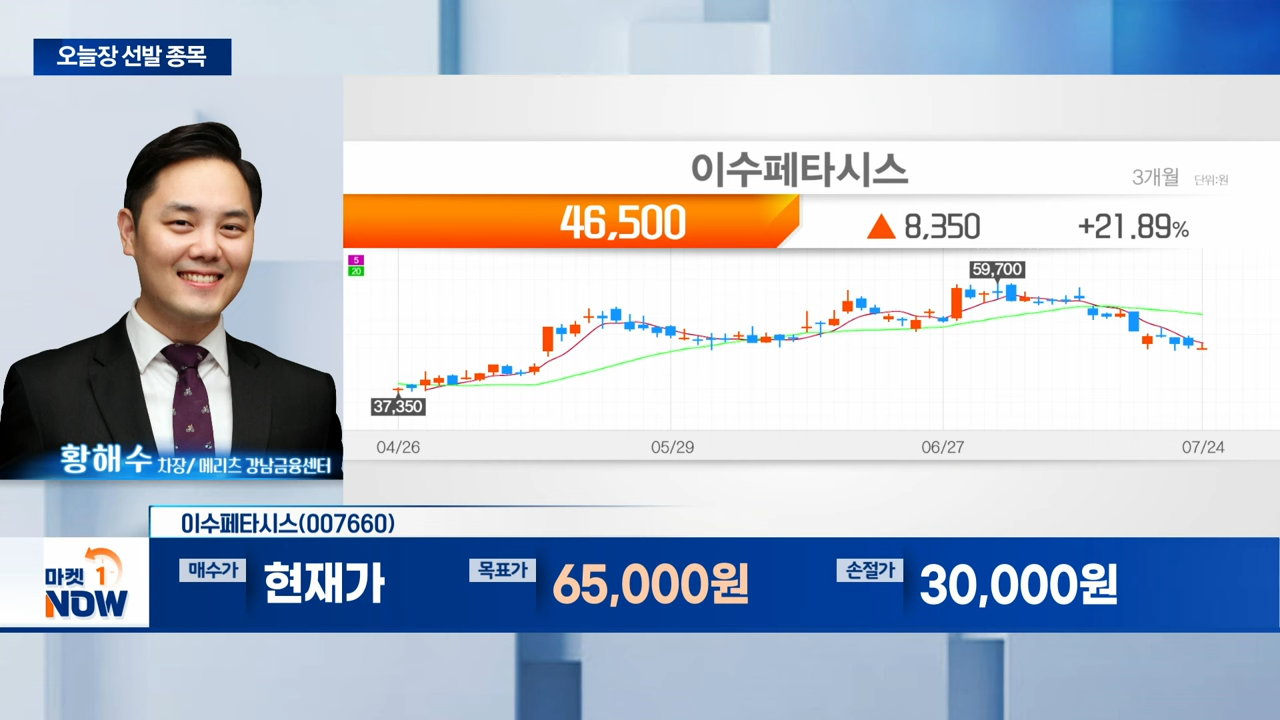 오늘장 선발 종목
이수페타시스
3개월 단위:원
46,500 ▲ 8,350 +21.89%
5
20
59,700
37,350
04/26 05/29 06/27 07/24
황해수 차장/ 메리츠 강남금융센터
이수페타시스(007660)
마켓 1
NOW
매수가 현재가 목표가 65,000원 손절가 30,000원